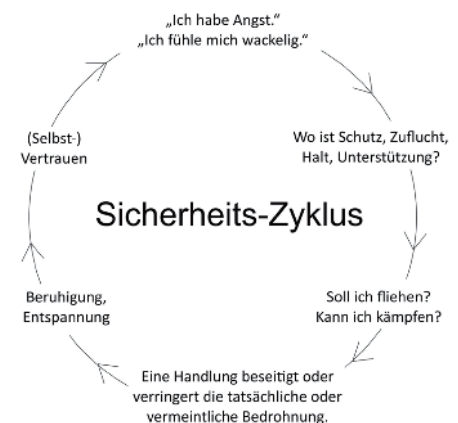 „Ich habe Angst.“
„Ich fühle mich wackelig.“
Wo ist Schutz, Zuflucht,
Halt, Unterstützung?
Soll ich fliehen?
Kann ich kämpfen?
Eine Handlung beseitigt oder
verringert die tatsächliche oder
vermeintliche Bedrohnung.
Beruhigung,
Entspannung
(Selbst-)
Vertrauen
Sicherheits-Zyklus